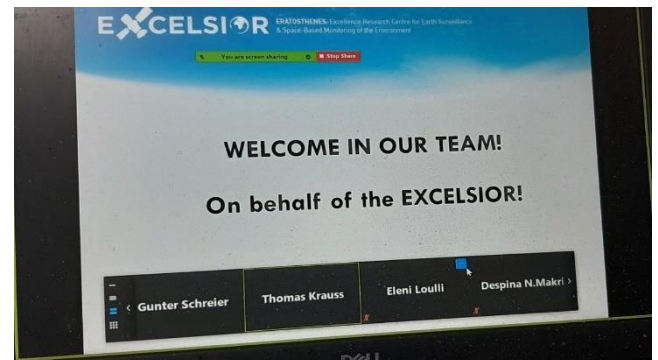 EXCELSIOR
ERATOSTHENES: Excellence Research Centre for Earth Surveillance
& Space-Based Monitoring of the Environment
You are screen sharing
Stop Share
WELCOME IN OUR TEAM!
On behalf of the EXCELSIOR!
Gunter Schreier
Thomas Krauss
Eleni Loulli
Despina N.Makri
DELL